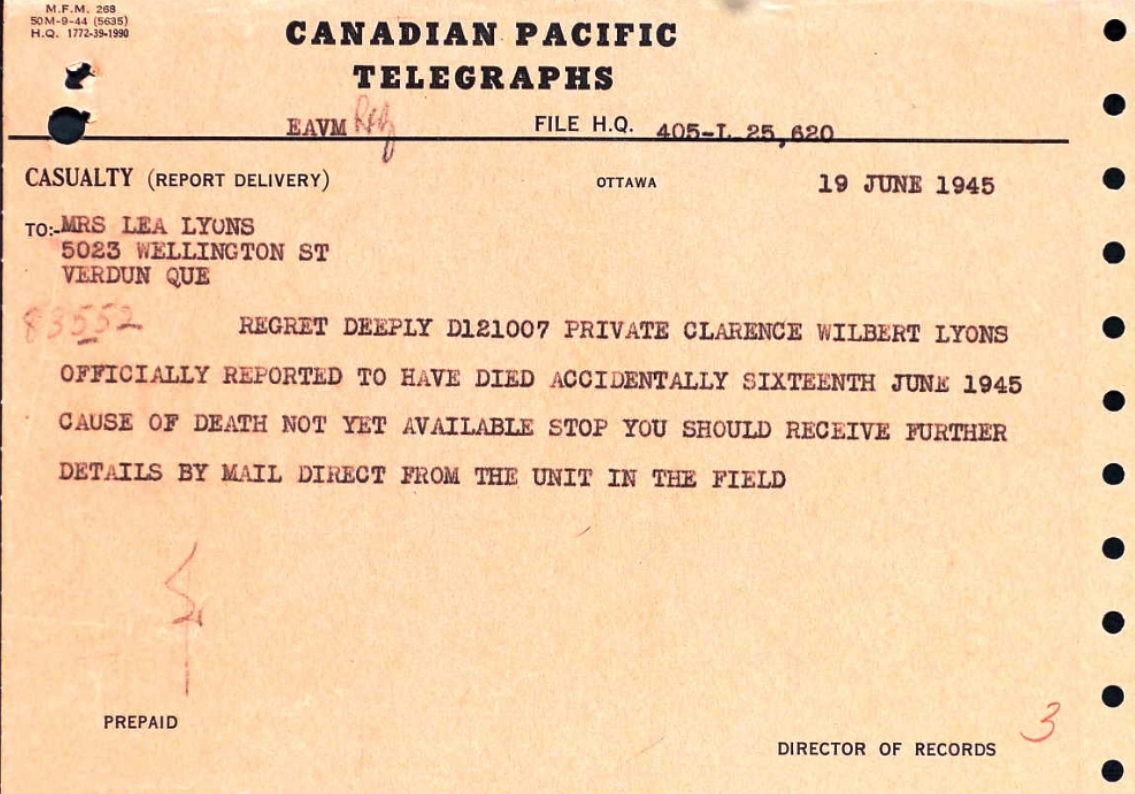 M.F.M. 268
50M-9-44 (5635)
H.Q. 1772-39-1990
CANADIAN PACIFIC
TELEGRAPHS
EAVM FILE H.Q. 405-L 25,620
CASUALTY (REPORT DELIVERY) OTTAWA 19 JUNE 1945
TO:- MRS LEA LYONS
5023 WELLINGTON ST
VERDUN QUE
83552
REGRET DEEPLY D121007 PRIVATE CLARENCE WILBERT LYONS
OFFICIALLY REPORTED TO HAVE DIED ACCIDENTALLY SIXTEENTH JUNE 1945
CAUSE OF DEATH NOT YET AVAILABLE STOP YOU SHOULD RECEIVE FURTHER
DETAILS BY MAIL DIRECT FROM THE UNIT IN THE FIELD
PREPAID
DIRECTOR OF RECORDS
3